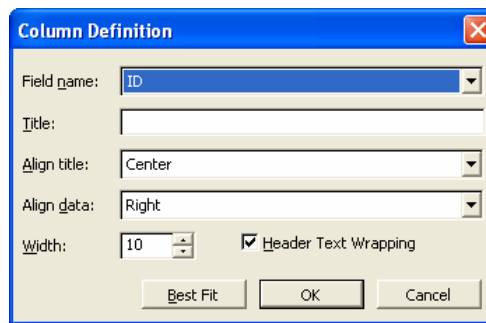 Column Definition
Field name: ID
Title:
Align title: Center
Align data: Right
Width: 10 Header Text Wrapping
Best Fit OK Cancel